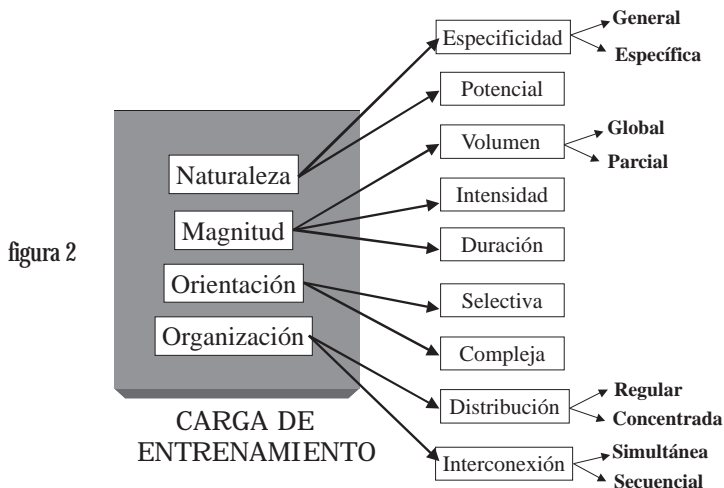 figura 2
Naturaleza
Magnitud
Orientación
Organización
CARGA DE
ENTRENAMIENTO
Especificidad
General
Específica
Potencial
Volumen
Global
Parcial
Intensidad
Duración
Selectiva
Compleja
Distribución
Regular
Concentrada
Interconexión
Simultánea
Secuencial